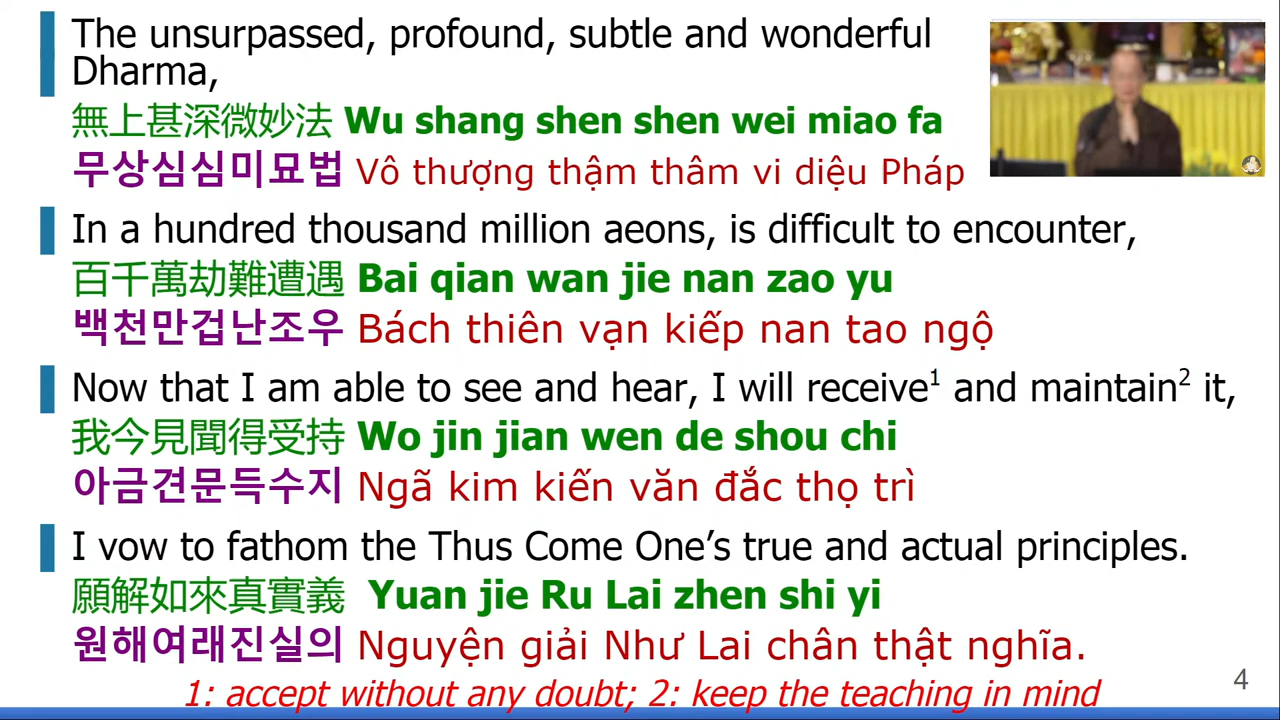 The unsurpassed, profound, subtle and wonderful
Dharma,
無上甚深微妙法 Wu shang shen shen wei miao fa
무상심심미묘법 Vô thượng thậm thâm vi diệu Pháp
In a hundred thousand million aeons, is difficult to encounter,
百千萬劫難遭遇 Bai qian wan jie nan zao yu
백천만겁난조우 Bách thiên vạn kiếp nan tao ngộ
Now that I am able to see and hear, I will receive¹ and maintain² it,
我今見聞得受持 Wo jin jian wen de shou chi
아금견문득수지 Ngã kim kiến văn đắc thọ trì
I vow to fathom the Thus Come One’s true and actual principles.
願解如來真實義 Yuan jie Ru Lai zhen shi yi
원해여래진실의 Nguyện giải Như Lai chân thật nghĩa.
1: accept without any doubt; 2: keep the teaching in mind
4